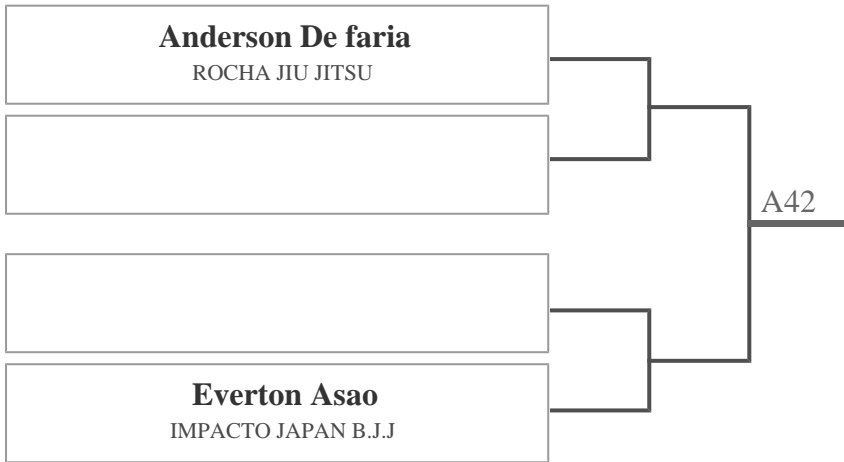 Anderson De faria
ROCHA JIU JITSU
A42
Everton Asao
IMPACTO JAPAN B.J.J